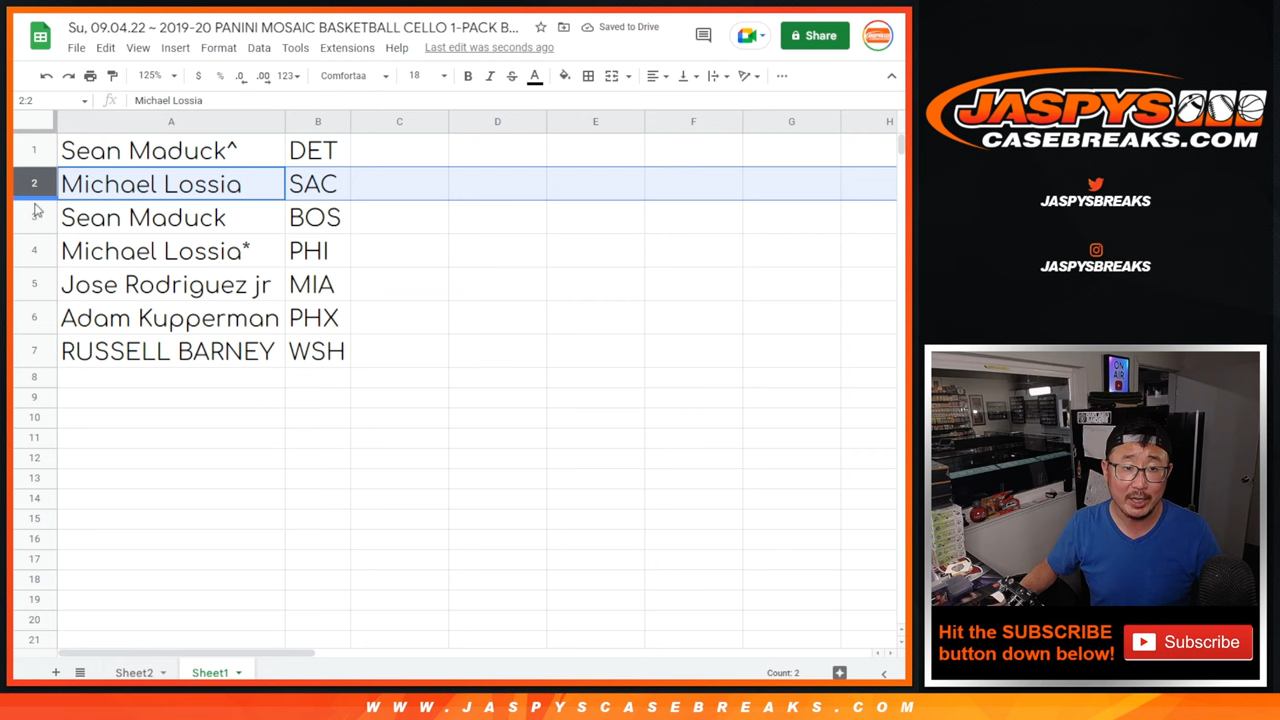 Su, 09.04.22 ~ 2019-20 PANINI MOSAIC BASKETBALL CELLO 1-PACK B...
Saved to Drive
File Edit View Insert Format Data Tools Extensions Help Last edit was seconds ago
Share
125% $ % .0 .00 123 Comfortaa 18 B I S A
2:2 fx Michael Lossia
A B C D E F G H
1 Sean Maduck^ DET
2 Michael Lossia SAC
3 Sean Maduck BOS
4 Michael Lossia* PHI
5 Jose Rodriguez jr MIA
6 Adam Kupperman PHX
7 RUSSELL BARNEY WSH
8
9
10
11
12
13
14
15
16
17
18
19
20
21
Sheet2 Sheet1 Count: 2
JASPYS
CASEBREAKS.COM
JASPYSBREAKS
JASPYSBREAKS
ON
AIR
Hit the SUBSCRIBE
button down below!
Subscribe
WWW.JASPYSCASEBREAKS.COM